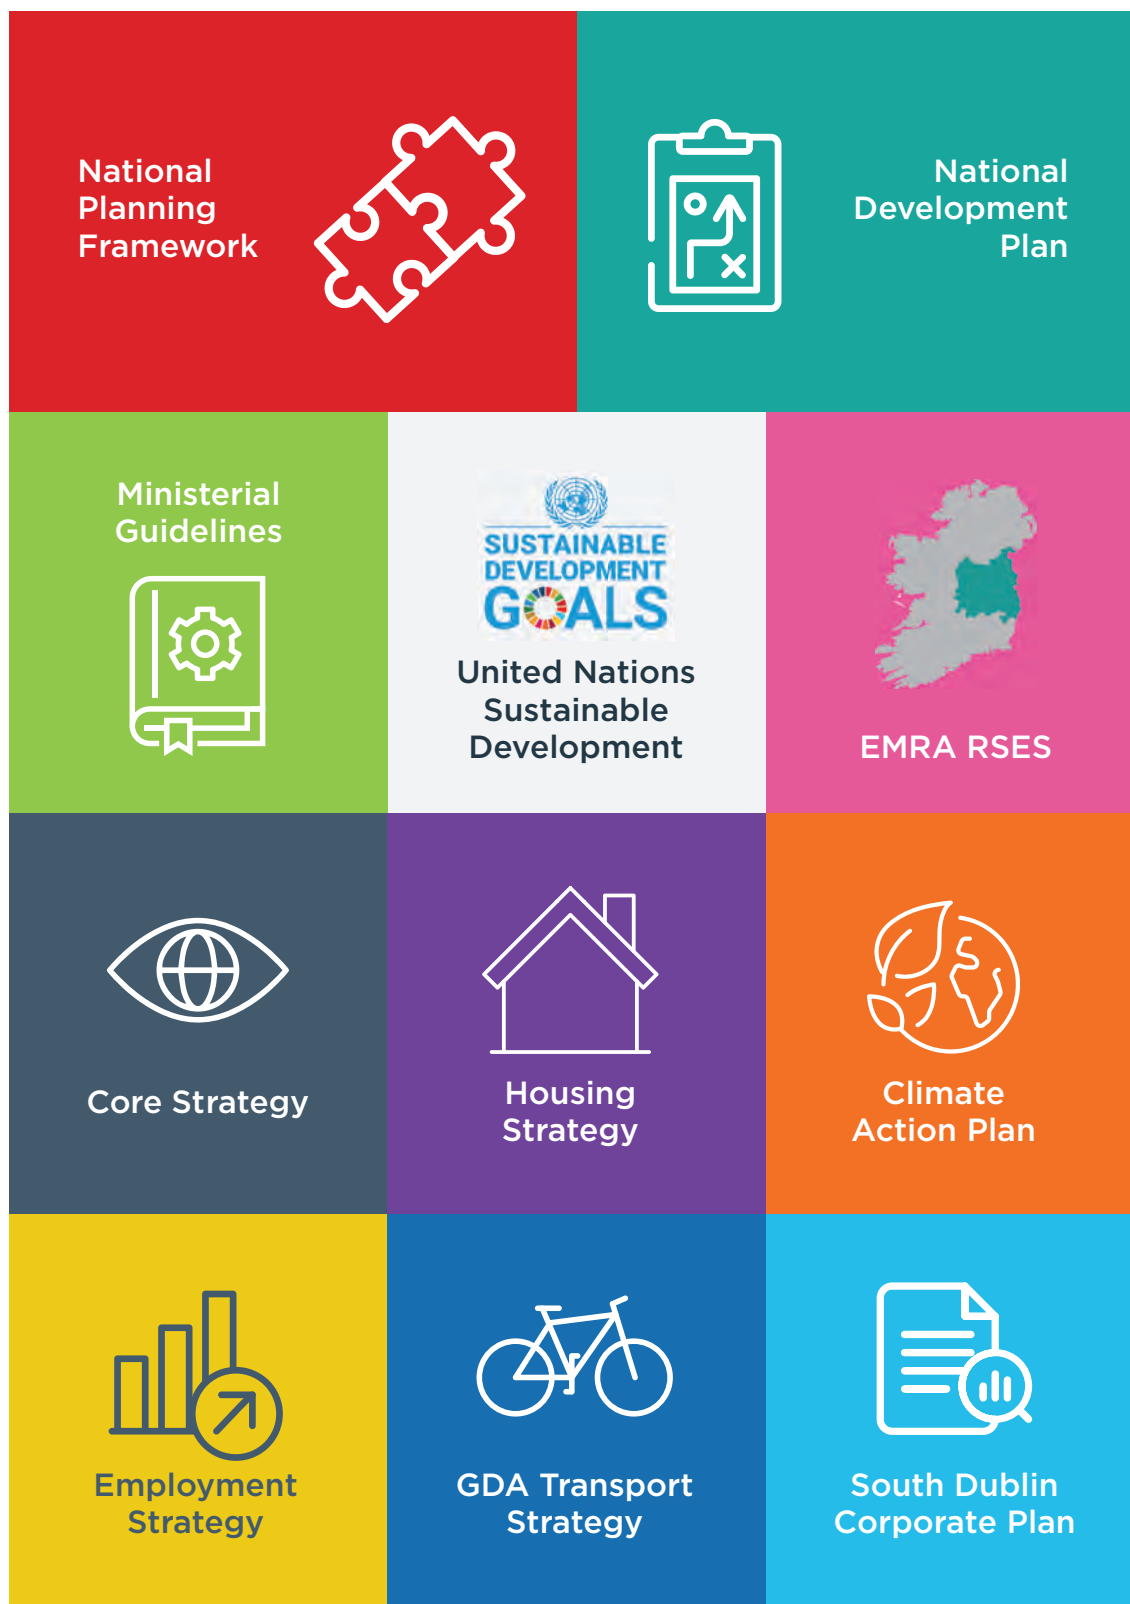 National
Planning
Framework
National
Development
Plan
Ministerial
Guidelines
SUSTAINABLE
DEVELOPMENT
GOALS
United Nations
Sustainable
Development
EMRA RSES
Core Strategy
Housing
Strategy
Climate
Action Plan
Employment
Strategy
GDA Transport
Strategy
South Dublin
Corporate Plan